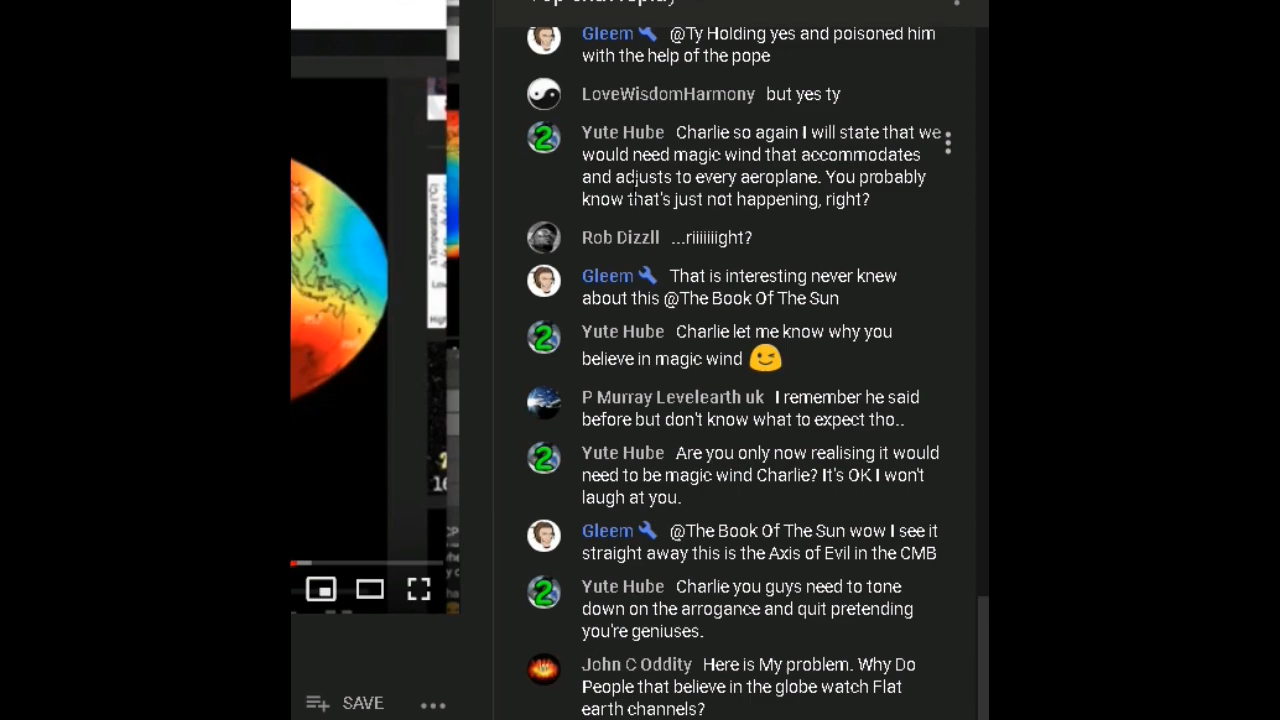 Gleem @Ty Holding yes and poisoned him
with the help of the pope
LoveWisdomHarmony but yes ty
Yute Hube Charlie so again I will state that we
would need magic wind that accommodates
and adjusts to every aeroplane. You probably
know that's just not happening, right?
Rob Dizzll ...riiiiiiight?
Gleem That is interesting never knew
about this @The Book Of The Sun
Yute Hube Charlie let me know why you
believe in magic wind 😉
P Murray Levelearth uk I remember he said
before but don't know what to expect tho..
Yute Hube Are you only now realising it would
need to be magic wind Charlie? It's OK I won't
laugh at you.
Gleem @The Book Of The Sun wow I see it
straight away this is the Axis of Evil in the CMB
Yute Hube Charlie you guys need to tone
down on the arrogance and quit pretending
you're geniuses.
John C Oddity Here is My problem. Why Do
People that believe in the globe watch Flat
earth channels?
SAVE